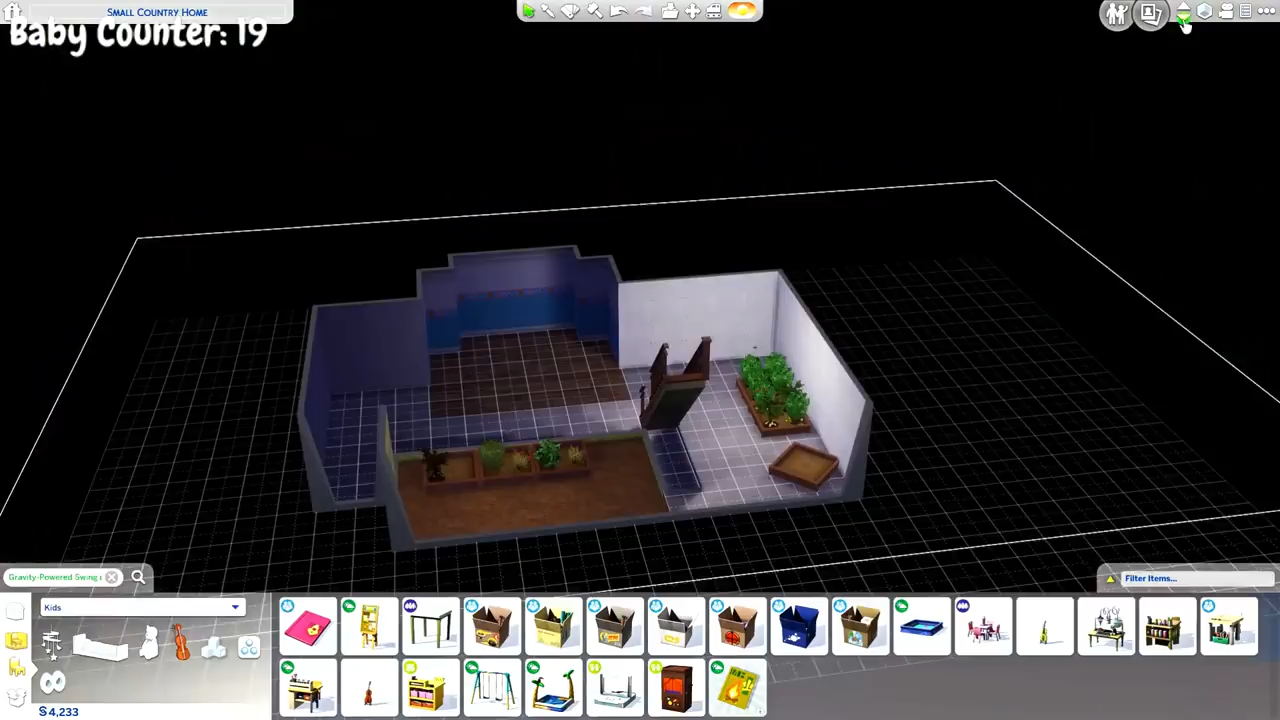 Small Country Home
Baby Counter: 19
Gravity-Powered Swing
Filter Items...
Kids
§4,233